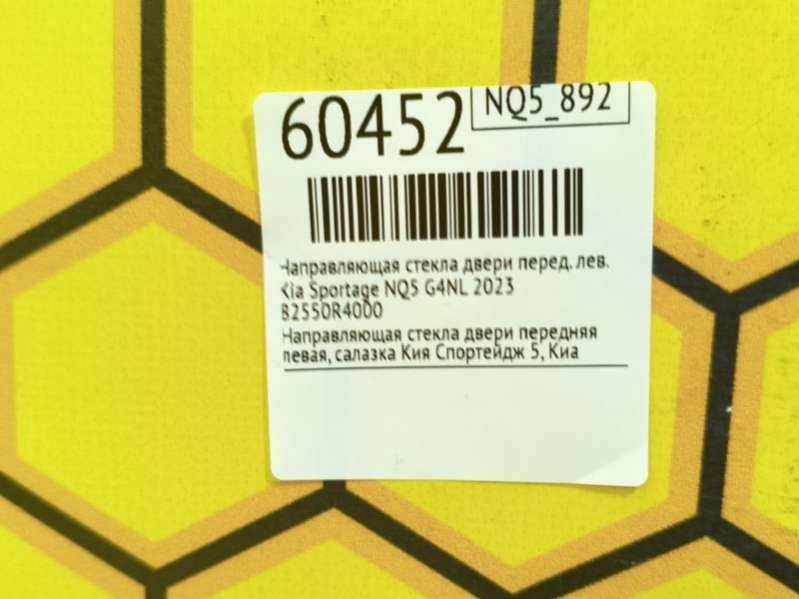 60452
NQ5_892
Направляющая стекла двери перед. лев.
Kia Sportage NQ5 G4NL 2023
82550R4000
Направляющая стекла двери передняя
левая, салазка Кия Спортейдж 5, Киа